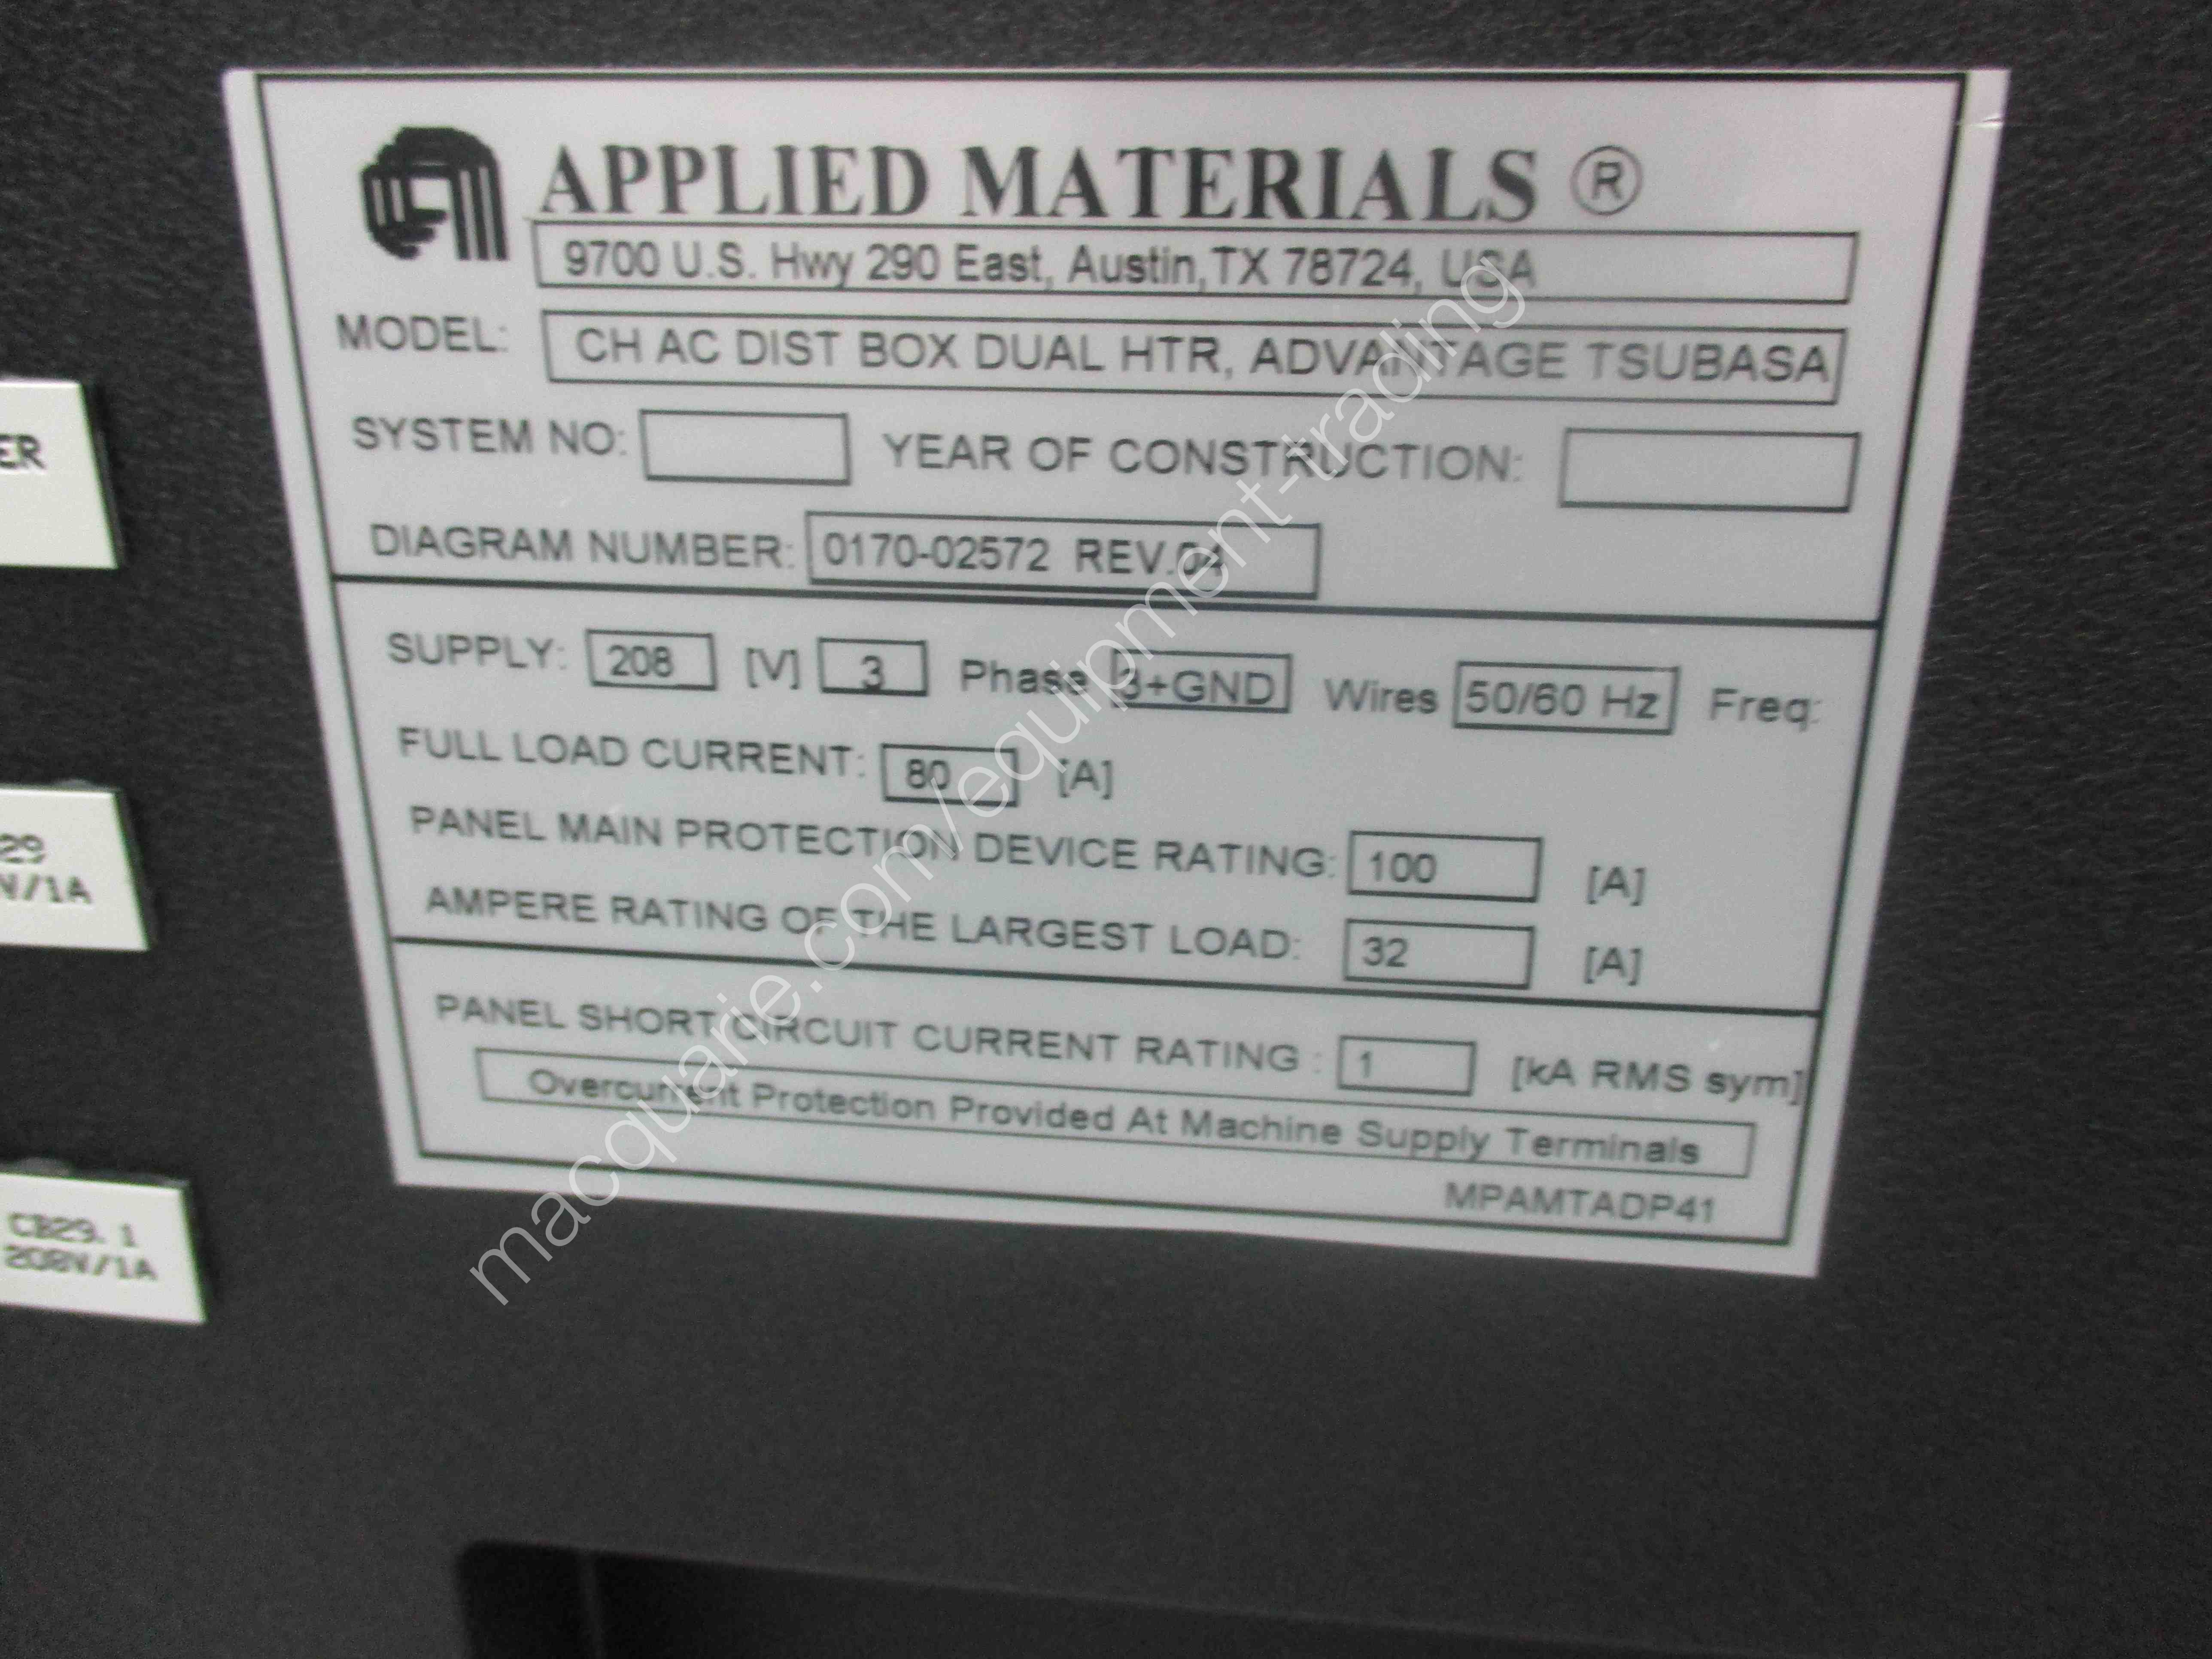 APPLIED MATERIALS ®
9700 U.S. Hwy 290 East, Austin, TX 78724, USA
MODEL: CH AC DIST BOX DUAL HTR, ADVANTAGE TSUBASA
SYSTEM NO: YEAR OF CONSTRUCTION:
DIAGRAM NUMBER: 0170-02572 REV.04
SUPPLY: 208 [V] 3 Phase 3+GND Wires 50/60 Hz Freq:
FULL LOAD CURRENT: 80 [A]
PANEL MAIN PROTECTION DEVICE RATING: 100 [A]
AMPERE RATING OF THE LARGEST LOAD: 32 [A]
PANEL SHORT CIRCUIT CURRENT RATING : 1 [kA RMS sym]
Overcurrent Protection Provided At Machine Supply Terminals
MPAMTADP41
ER
29
V/1A
CB29.1
208V/1A
macquarie.com/equipment-trading